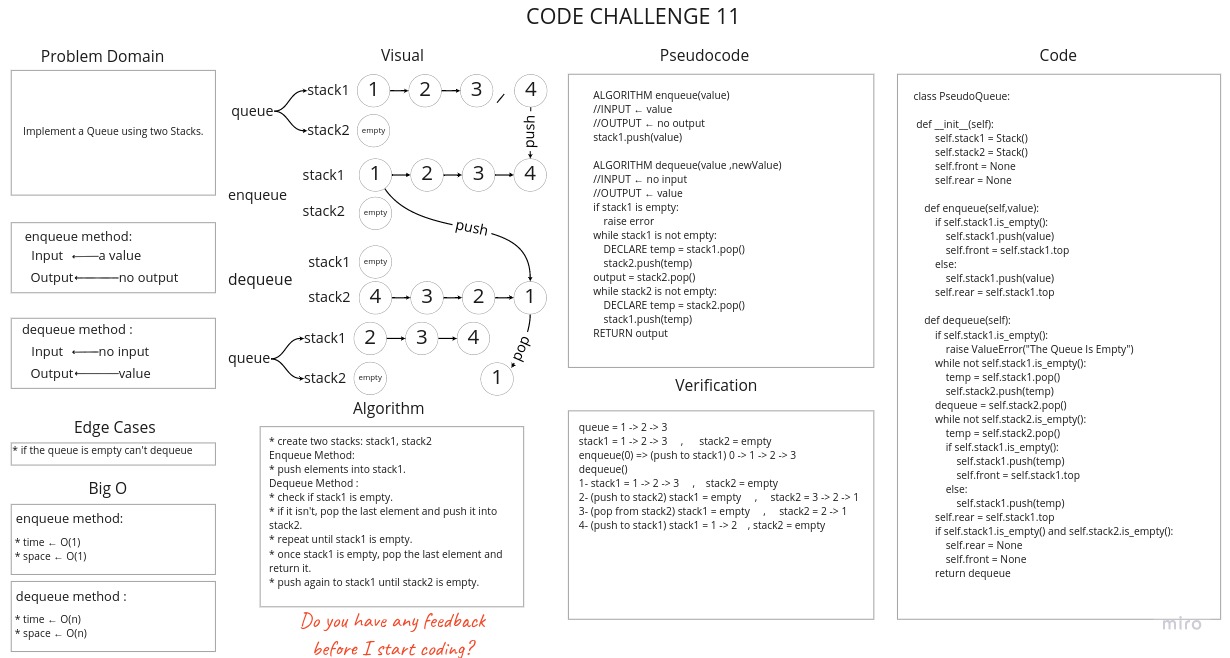 CODE CHALLENGE 11
Problem Domain
Implement a Queue using two Stacks.
enqueue method:
Input ← a value
Output ← no output
dequeue method :
Input ← no input
Output ← value
Edge Cases
* if the queue is empty can't dequeue
Big O
enqueue method:
* time ← O(1)
* space ← O(1)
dequeue method :
* time ← O(n)
* space ← O(n)
Visual
queue
stack1
1 2 3 / 4
stack2
empty
push
enqueue
stack1
1 2 3 4
stack2
empty
push
dequeue
stack1
empty
stack2
4 3 2 1
queue
stack1
2 3 4
pop
stack2
empty
1
Algorithm
* create two stacks: stack1, stack2
Enqueue Method:
* push elements into stack1.
Dequeue Method :
* check if stack1 is empty.
* if it isn't, pop the last element and push it into
stack2.
* repeat until stack1 is empty.
* once stack1 is empty, pop the last element and
return it.
* push again to stack1 until stack2 is empty.
Do you have any feedback
before I start coding?
Pseudocode
ALGORITHM enqueue(value)
//INPUT ← value
//OUTPUT ← no output
stack1.push(value)
ALGORITHM dequeue(value ,newValue)
//INPUT ← no input
//OUTPUT ← value
if stack1 is empty:
raise error
while stack1 is not empty:
DECLARE temp = stack1.pop()
stack2.push(temp)
output = stack2.pop()
while stack2 is not empty:
DECLARE temp = stack2.pop()
stack1.push(temp)
RETURN output
Verification
queue = 1 -> 2 -> 3
stack1 = 1 -> 2 -> 3 , stack2 = empty
enqueue(0) => (push to stack1) 0 -> 1 -> 2 -> 3
dequeue()
1- stack1 = 1 -> 2 -> 3 , stack2 = empty
2- (push to stack2) stack1 = empty , stack2 = 3 -> 2 -> 1
3- (pop from stack2) stack1 = empty , stack2 = 2 -> 1
4- (push to stack1) stack1 = 1 -> 2 , stack2 = empty
Code
class PseudoQueue:
def __init__(self):
self.stack1 = Stack()
self.stack2 = Stack()
self.front = None
self.rear = None
def enqueue(self,value):
if self.stack1.is_empty():
self.stack1.push(value)
self.front = self.stack1.top
else:
self.stack1.push(value)
self.rear = self.stack1.top
def dequeue(self):
if self.stack1.is_empty():
raise ValueError("The Queue Is Empty")
while not self.stack1.is_empty():
temp = self.stack1.pop()
self.stack2.push(temp)
dequeue = self.stack2.pop()
while not self.stack2.is_empty():
temp = self.stack2.pop()
if self.stack1.is_empty():
self.stack1.push(temp)
self.front = self.stack1.top
else:
self.stack1.push(temp)
self.rear = self.stack1.top
if self.stack1.is_empty() and self.stack2.is_empty():
self.rear = None
self.front = None
return dequeue
miro